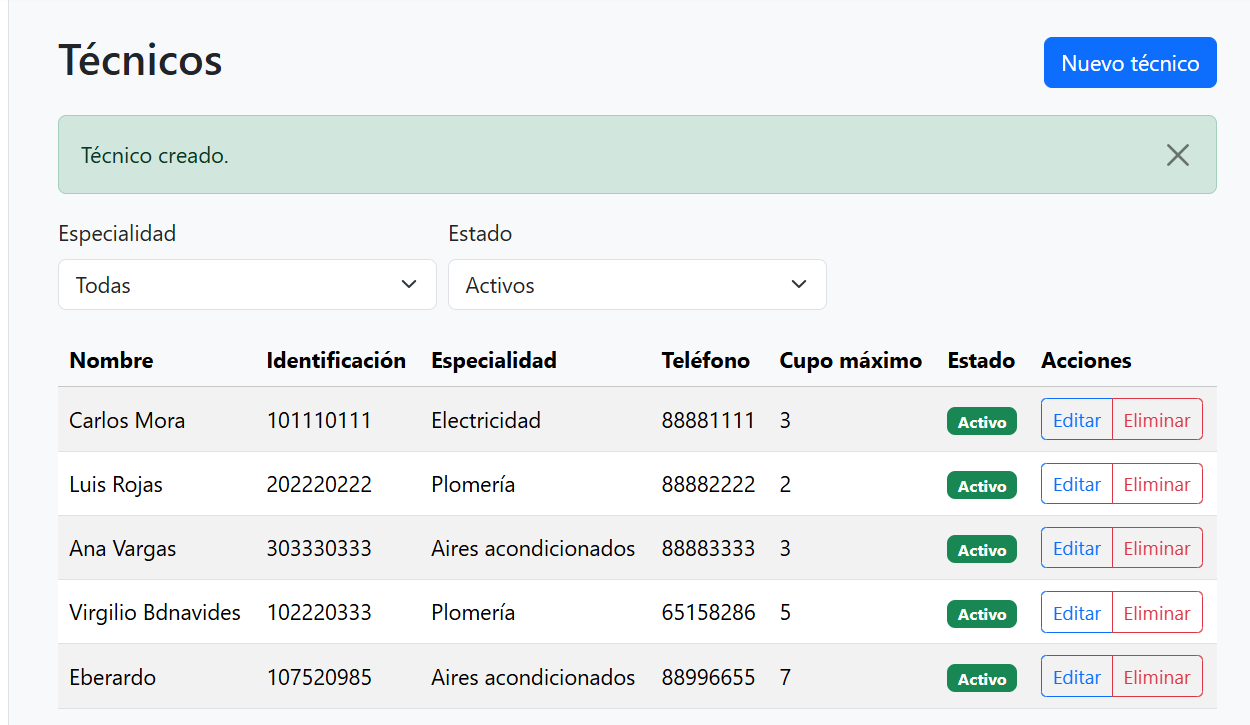 Técnicos
Nuevo técnico
Técnico creado.
Especialidad Estado
Todas Activos
Nombre Identificación Especialidad Teléfono Cupo máximo Estado Acciones
Carlos Mora 101110111 Electricidad 88881111 3 Activo Editar Eliminar
Luis Rojas 202220222 Plomería 88882222 2 Activo Editar Eliminar
Ana Vargas 303330333 Aires acondicionados 88883333 3 Activo Editar Eliminar
Virgilio Bdnavides 102220333 Plomería 65158286 5 Activo Editar Eliminar
Eberardo 107520985 Aires acondicionados 88996655 7 Activo Editar Eliminar